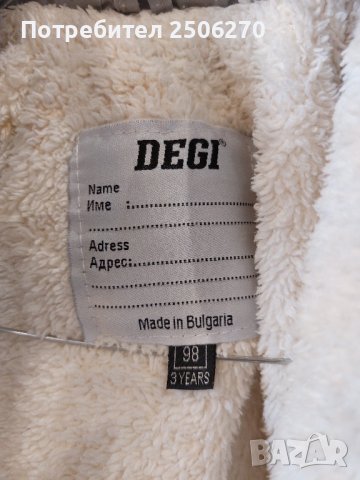 Потребител 2506270
DEGI®
Name
Име :
Adress
Адрес:
Made in Bulgaria
98
3 YEARS
BAZAR